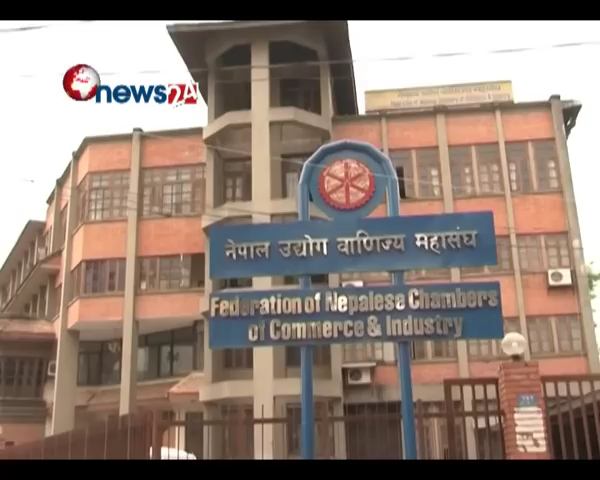 news24
नेपाल उद्योग वाणिज्य महासंघ
Federation of Nepalese Chambers
of Commerce & Industry